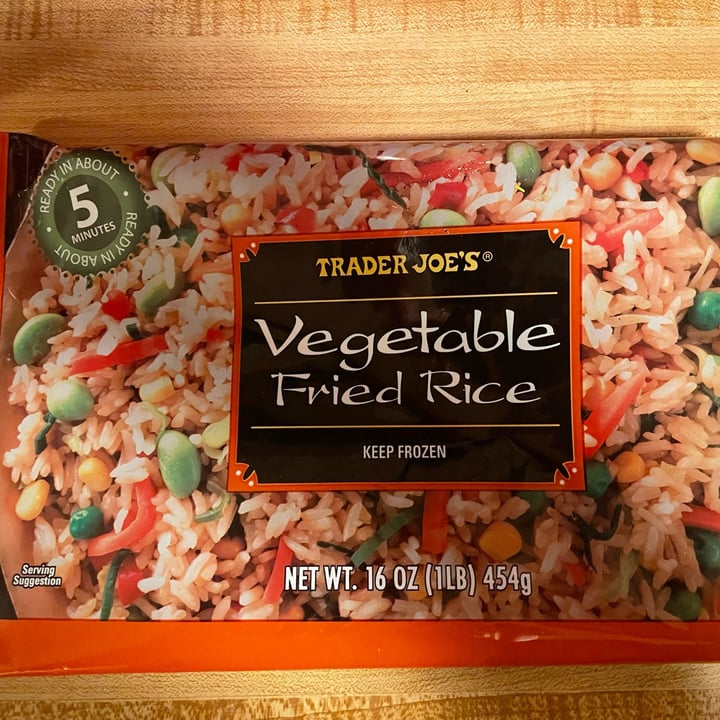 READY IN ABOUT
5
MINUTES
READY IN ABOUT
TRADER JOE'S®
Vegetable
Fried Rice
KEEP FROZEN
Serving
Suggestion
NET WT. 16 OZ (1LB) 454g